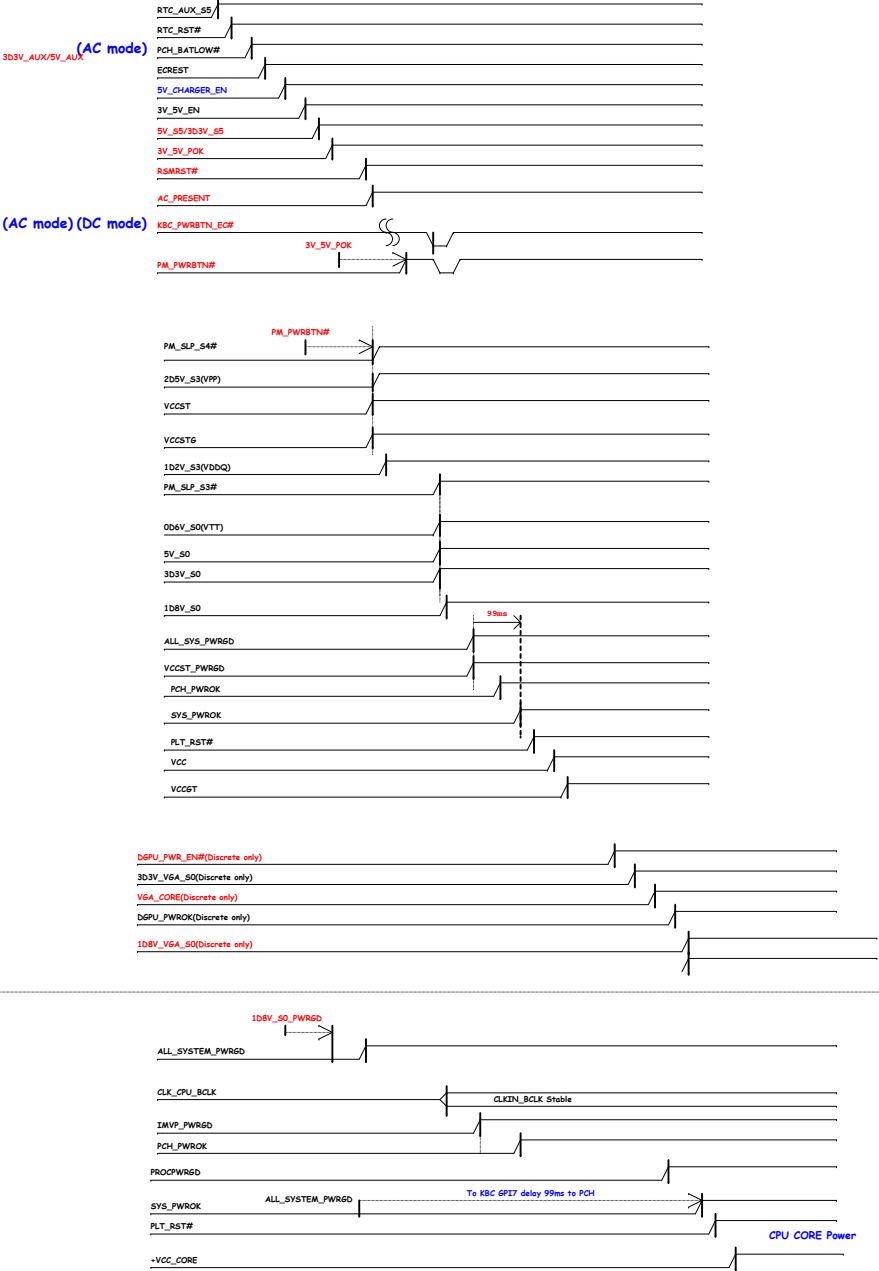 RTC_AUX_S5
RTC_RST#
(AC mode)
PCH_BATLOW#
3D3V_AUX/5V_AUX
ECREST
5V_CHARGER_EN
3V_5V_EN
5V_S5/3D3V_S5
3V_5V_POK
RSMRST#
AC_PRESENT
(AC mode) (DC mode)
KBC_PWRBTN_EC#
3V_5V_POK
PM_PWRBTN#
PM_PWRBTN#
PM_SLP_S4#
2D5V_S3(VPP)
VCCST
VCCSTG
1D2V_S3(VDDQ)
PM_SLP_S3#
0D6V_S0(VTT)
5V_S0
3D3V_S0
1D8V_S0
99ms
ALL_SYS_PWRGD
VCCST_PWRGD
PCH_PWROK
SYS_PWROK
PLT_RST#
VCC
VCCGT
DGPU_PWR_EN#(Discrete only)
3D3V_VGA_S0(Discrete only)
VGA_CORE(Discrete only)
DGPU_PWROK(Discrete only)
1D8V_VGA_S0(Discrete only)
1D8V_S0_PWRGD
ALL_SYSTEM_PWRGD
CLK_CPU_BCLK
CLKIN_BCLK Stable
IMVP_PWRGD
PCH_PWROK
PROCPWRGD
To KBC GPI7 delay 99ms to PCH
ALL_SYSTEM_PWRGD
SYS_PWROK
PLT_RST#
CPU CORE Power
+VCC_CORE